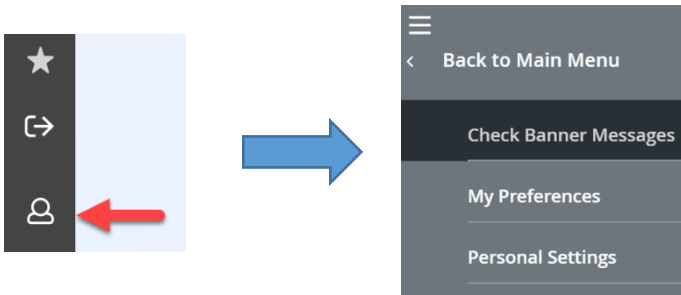 Back to Main Menu
Check Banner Messages
My Preferences
Personal Settings